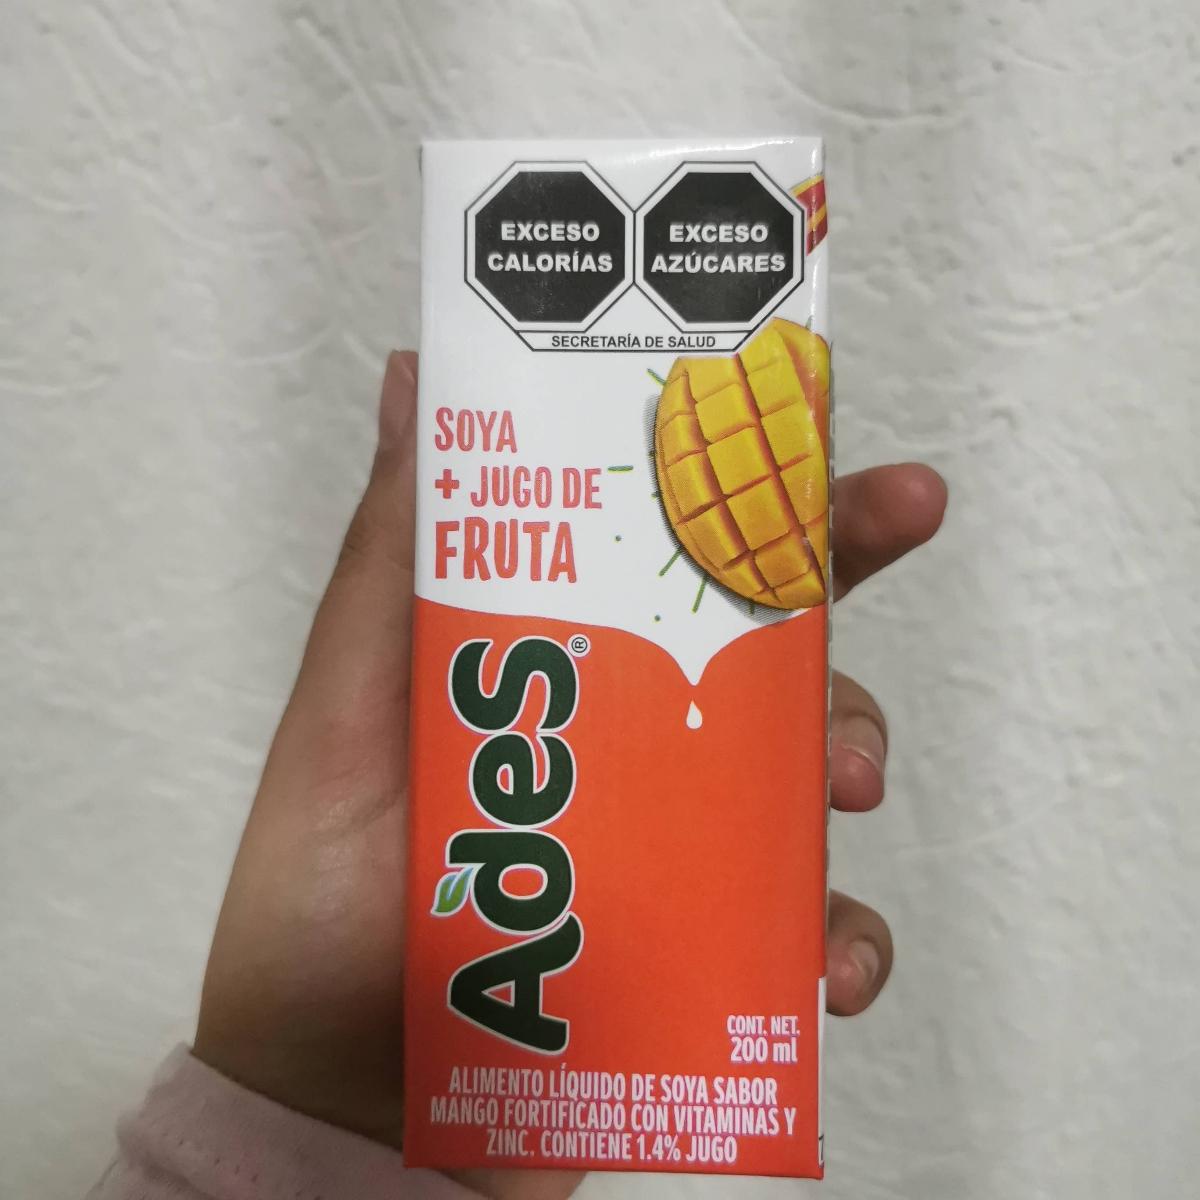 EXCESO
CALORÍAS
EXCESO
AZÚCARES
SECRETARÍA DE SALUD
SOYA
+ JUGO DE
FRUTA
AdeS®
CONT. NET.
200 ml
ALIMENTO LÍQUIDO DE SOYA SABOR
MANGO FORTIFICADO CON VITAMINAS Y
ZINC. CONTIENE 1.4% JUGO